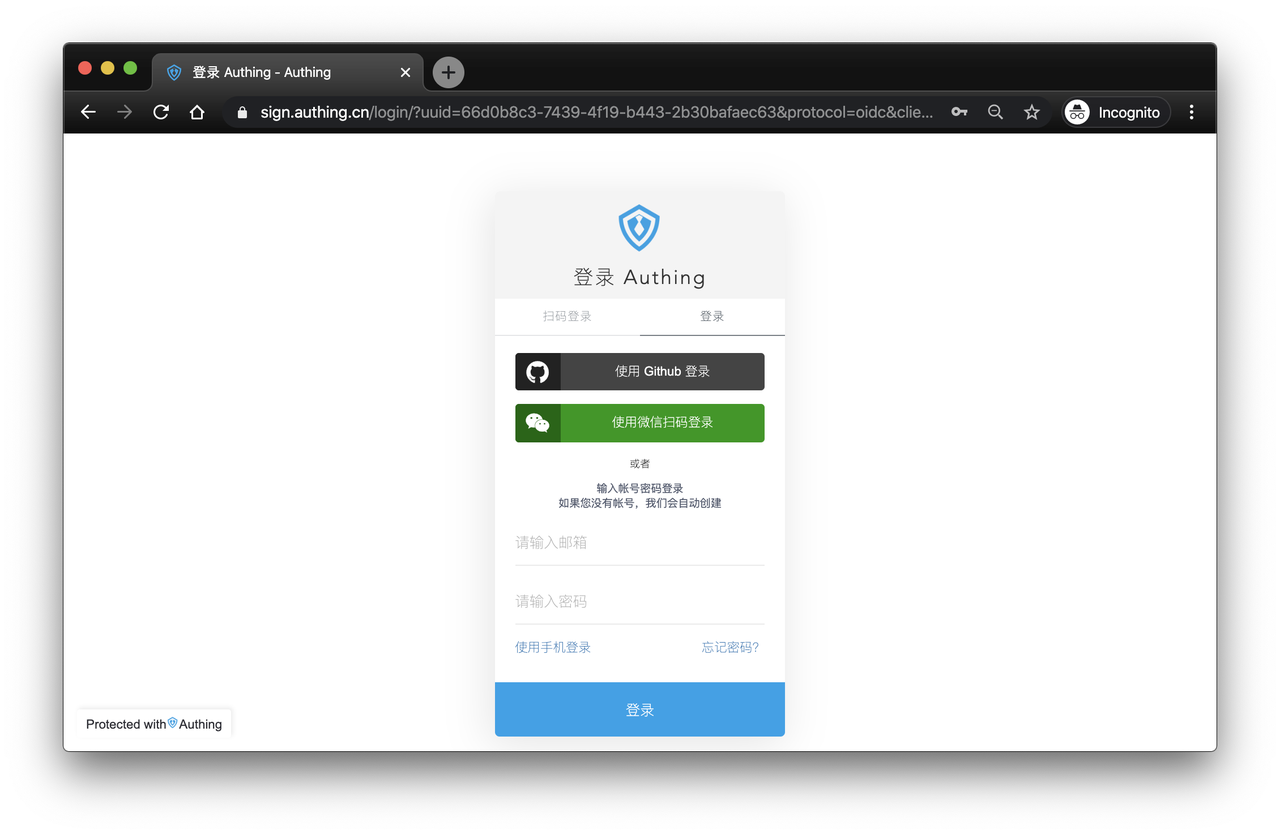 登录 Authing - Authing
sign.authing.cn/login/?uuid=66d0b8c3-7439-4f19-b443-2b30bafaec63&protocol=oidc&clie...
Incognito
登录 Authing
扫码登录
登录
使用 Github 登录
使用微信扫码登录
或者
输入帐号密码登录
如果您没有帐号，我们会自动创建
请输入邮箱
请输入密码
使用手机登录
忘记密码?
登录
Protected with Authing